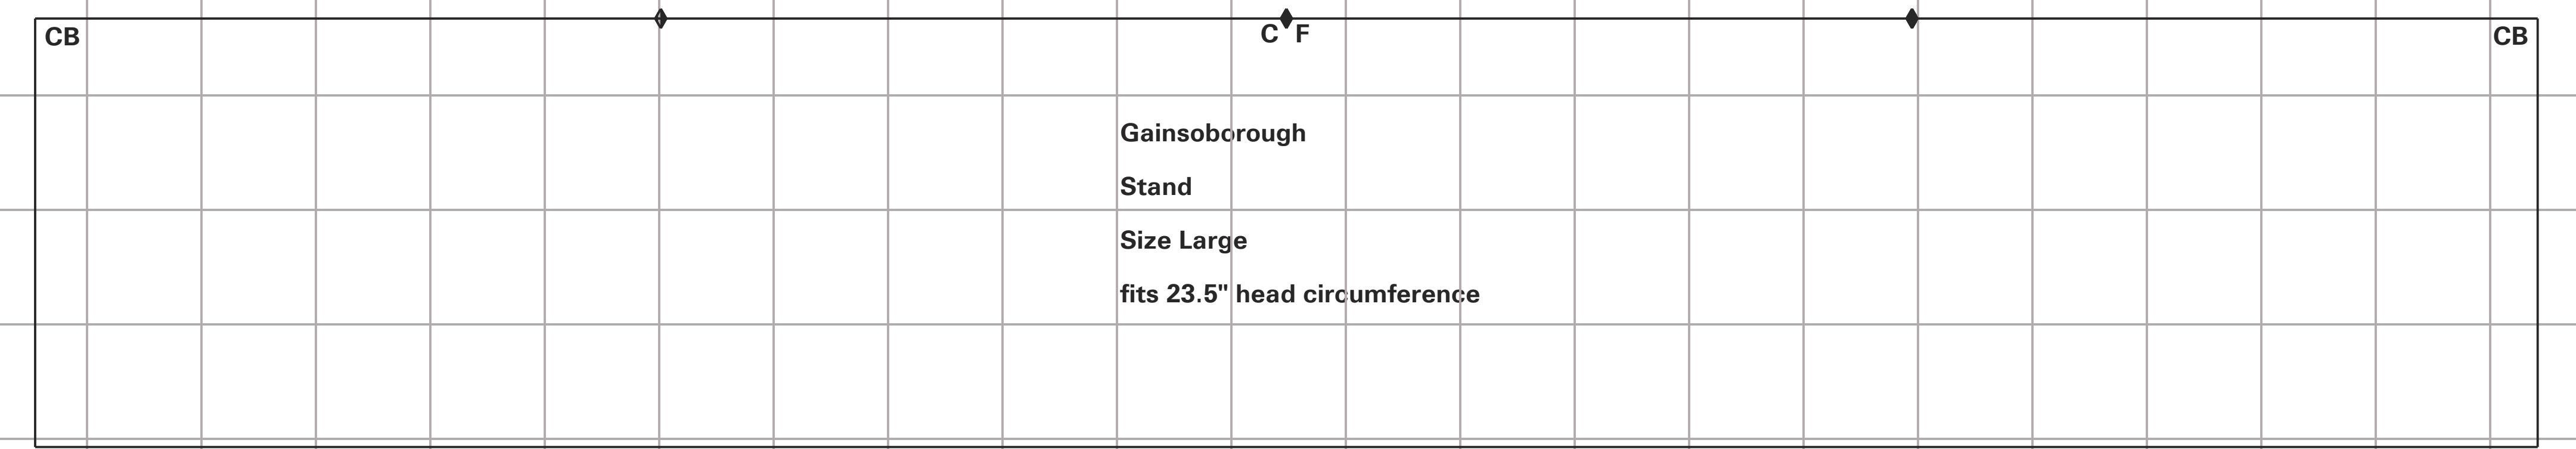 CB C F CB
Gainsoborough
Stand
Size Large
fits 23.5" head circumference